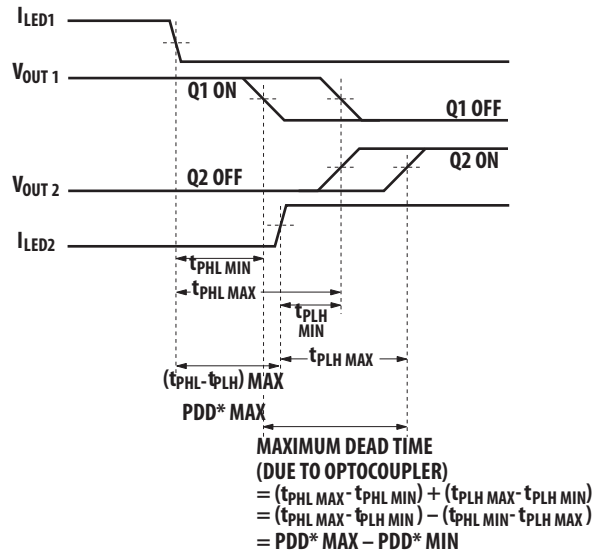 ILED1
VOUT 1
Q1 ON
Q1 OFF
Q2 OFF
Q2 ON
VOUT 2
ILED2
tPHL MIN
tPHL MAX
tPLH
MIN
tPLH MAX
(tPHL-tPLH) MAX
PDD* MAX
MAXIMUM DEAD TIME
(DUE TO OPTOCOUPLER)
= (tPHL MAX- tPHL MIN) + (tPLH MAX- tPLH MIN)
= (tPHL MAX- tPLH MIN ) – (tPHL MIN- tPLH MAX )
= PDD* MAX – PDD* MIN